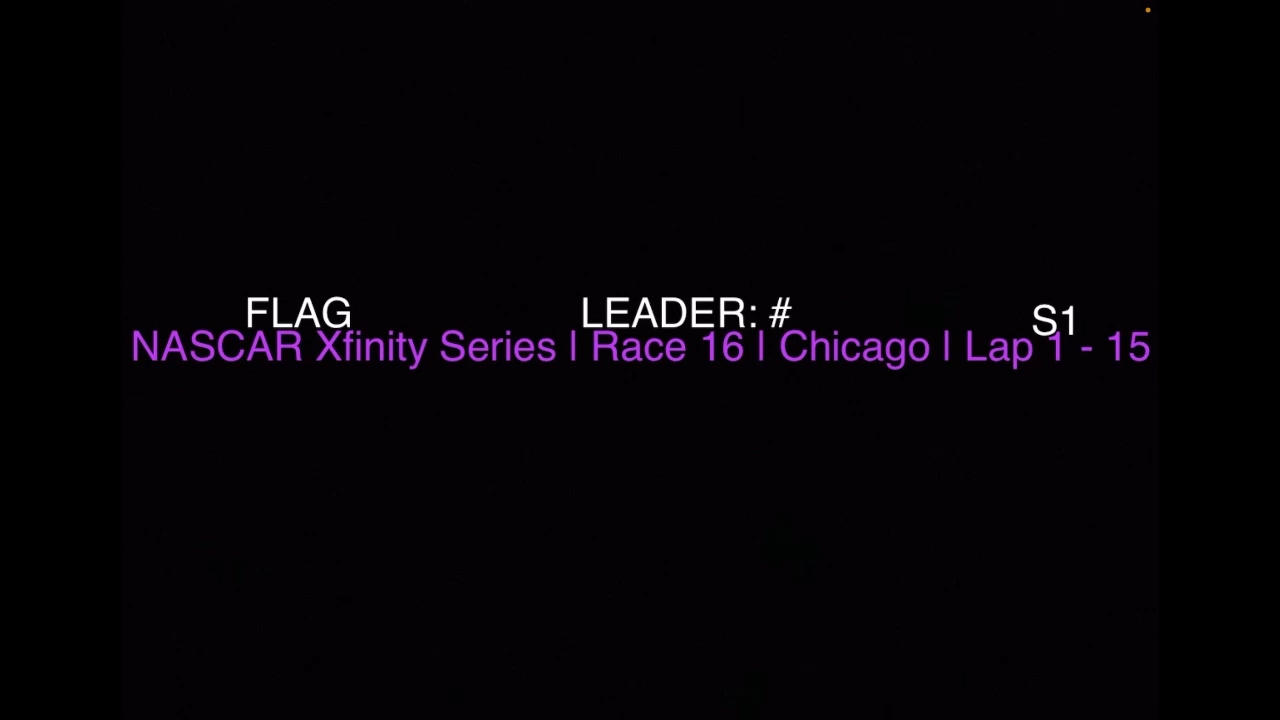 FLAG LEADER: # S1
NASCAR Xfinity Series | Race 16 | Chicago | Lap 1 - 15